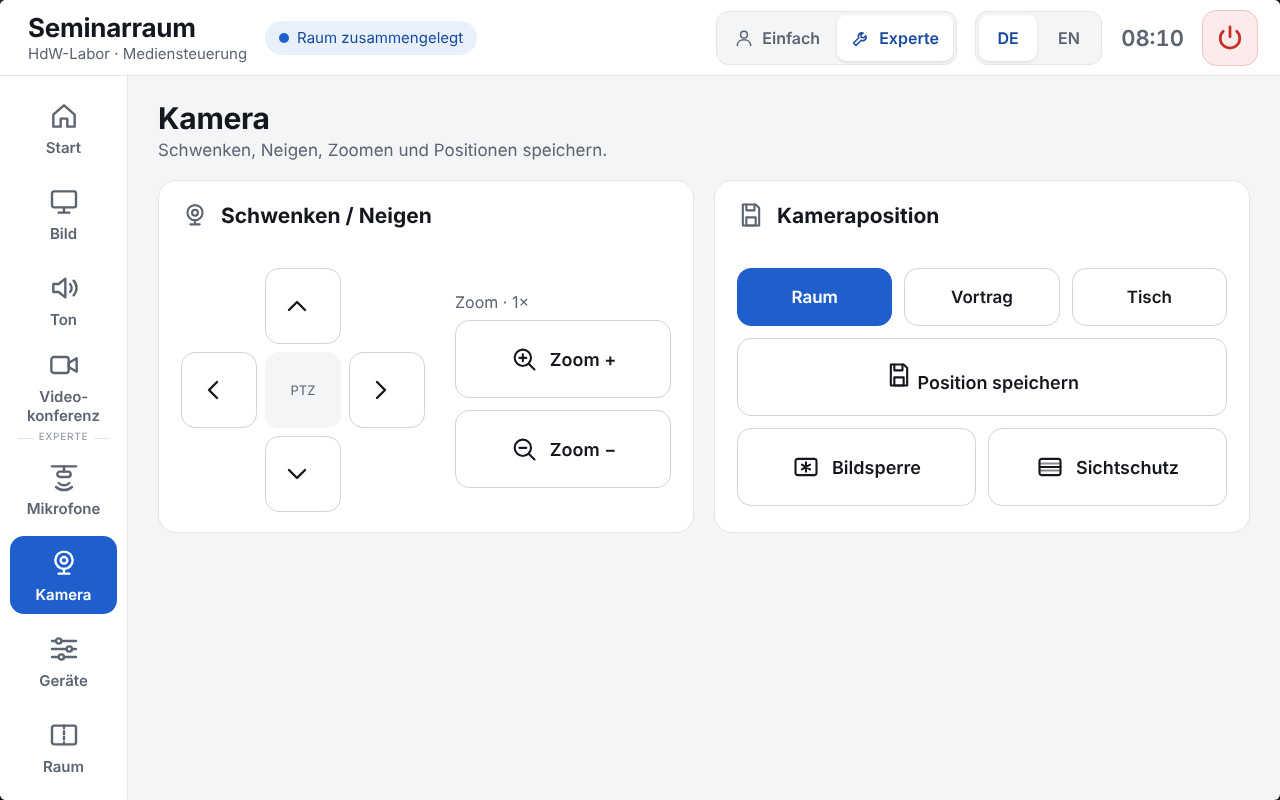 Seminarraum
HdW-Labor · Mediensteuerung
Raum zusammengelegt
Einfach
Experte
DE
EN
08:10
Start
Bild
Ton
Video-
konferenz
EXPERTE
Mikrofone
Kamera
Geräte
Raum
Kamera
Schwenken, Neigen, Zoomen und Positionen speichern.
Schwenken / Neigen
PTZ
Zoom · 1×
Zoom +
Zoom −
Kameraposition
Raum
Vortrag
Tisch
Position speichern
Bildsperre
Sichtschutz